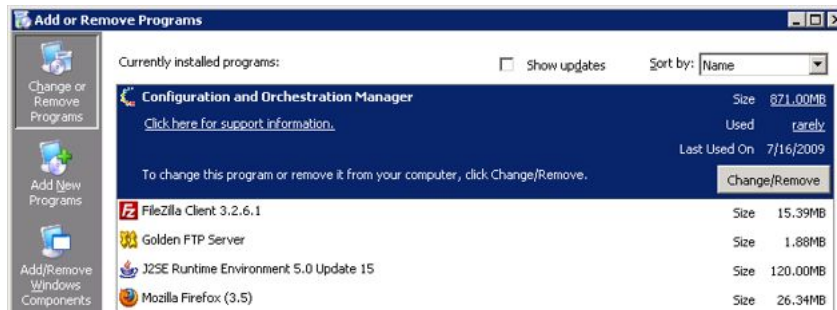 Add or Remove Programs
Change or
Remove
Programs
Add New
Programs
Add/Remove
Windows
Components
Currently installed programs:
Show updates
Sort by: Name
Configuration and Orchestration Manager
Size 871.00MB
Click here for support information.
Used rarely
Last Used On 7/16/2009
To change this program or remove it from your computer, click Change/Remove.
Change/Remove
FileZilla Client 3.2.6.1 Size 15.39MB
Golden FTP Server Size 1.88MB
J2SE Runtime Environment 5.0 Update 15 Size 120.00MB
Mozilla Firefox (3.5) Size 26.34MB